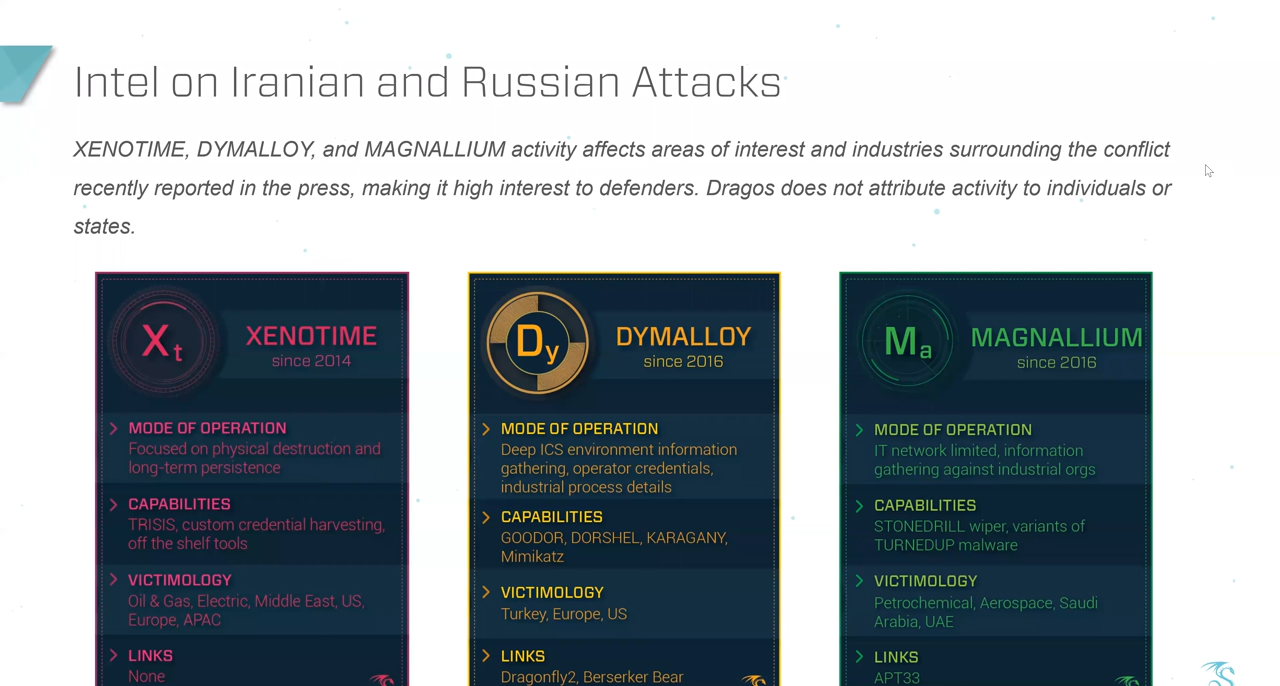 Intel on Iranian and Russian Attacks
XENOTIME, DYMALLOY, and MAGNALLIUM activity affects areas of interest and industries surrounding the conflict
recently reported in the press, making it high interest to defenders. Dragos does not attribute activity to individuals or
states.
Xt
XENOTIME
since 2014
MODE OF OPERATION
Focused on physical destruction and
long-term persistence
CAPABILITIES
TRISIS, custom credential harvesting,
off the shelf tools
VICTIMOLOGY
Oil & Gas, Electric, Middle East, US,
Europe, APAC
LINKS
None
Dy
DYMALLOY
since 2016
MODE OF OPERATION
Deep ICS environment information
gathering, operator credentials,
industrial process details
CAPABILITIES
GOODOR, DORSHEL, KARAGANY,
Mimikatz
VICTIMOLOGY
Turkey, Europe, US
LINKS
Dragonfly2, Berserker Bear
Ma
MAGNALLIUM
since 2016
MODE OF OPERATION
IT network limited, information
gathering against industrial orgs
CAPABILITIES
STONEDRILL wiper, variants of
TURNEDUP malware
VICTIMOLOGY
Petrochemical, Aerospace, Saudi
Arabia, UAE
LINKS
APT33